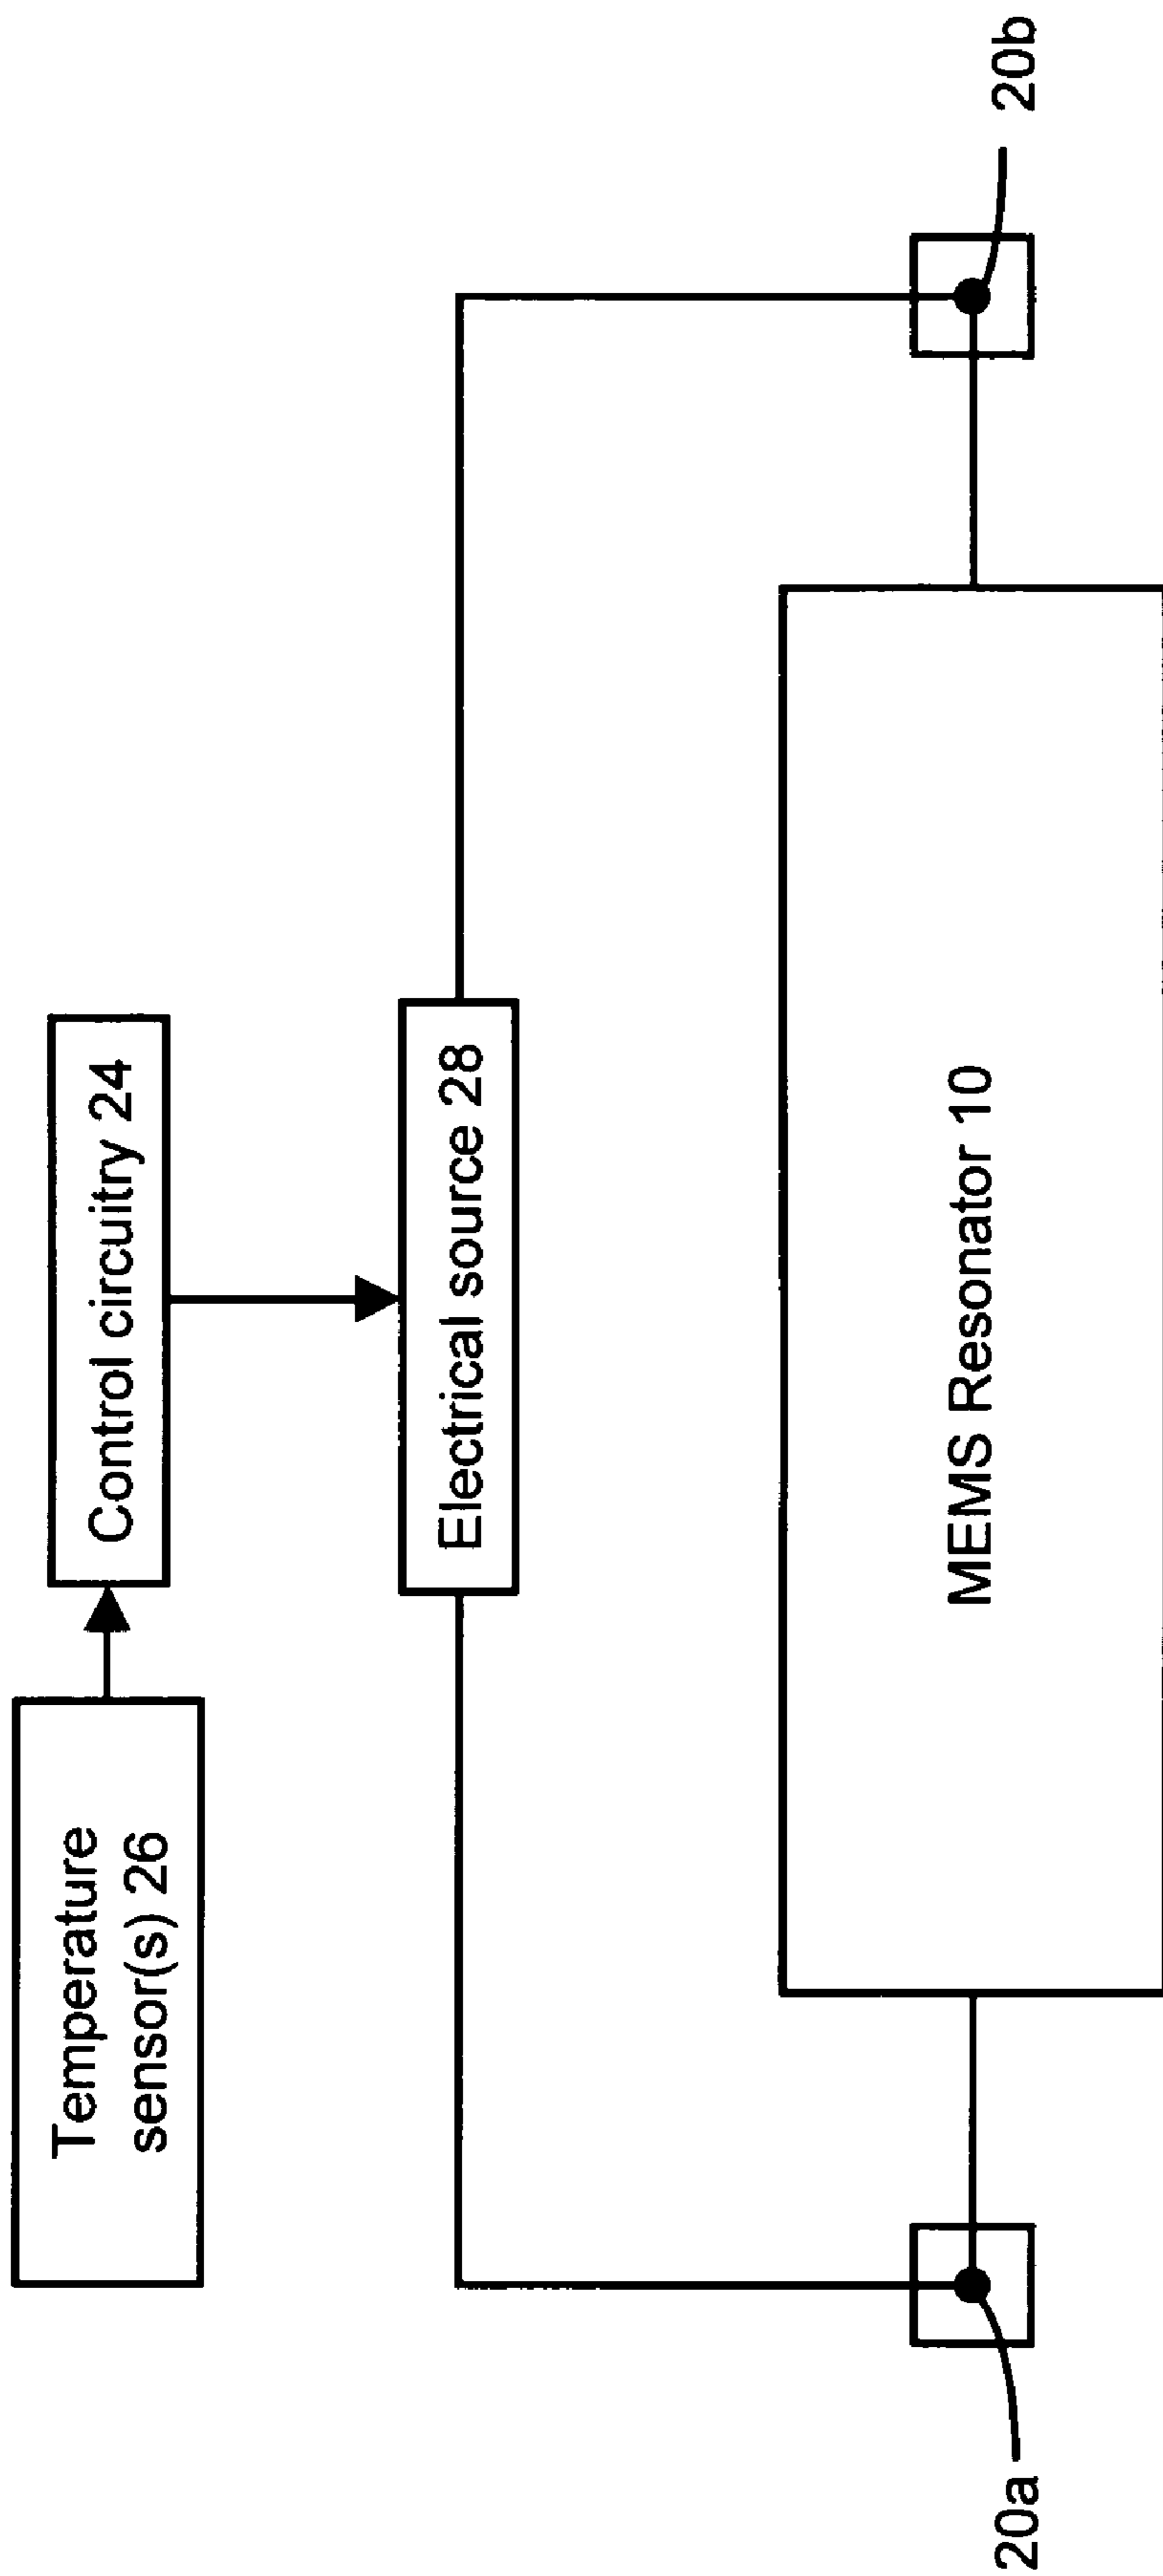 Temperature
sensor(s) 26
Control circuitry 24
Electrical source 28
MEMS Resonator 10
20a
20b